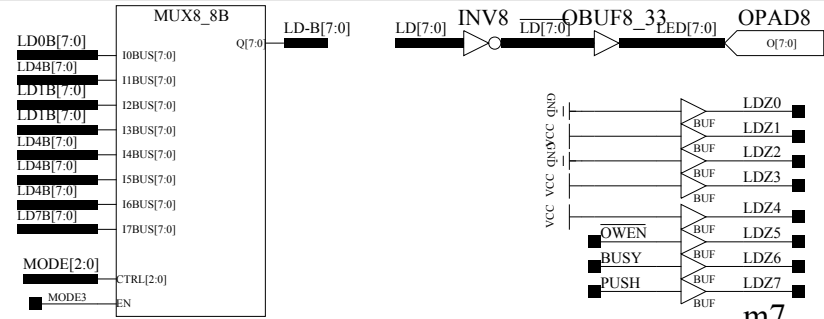 MUX8_8B
LD0B[7:0]
I0BUS[7:0]
Q[7:0]
LD-B[7:0]
LD4B[7:0]
I1BUS[7:0]
LD1B[7:0]
I2BUS[7:0]
LD1B[7:0]
I3BUS[7:0]
LD4B[7:0]
I4BUS[7:0]
LD4B[7:0]
I5BUS[7:0]
LD4B[7:0]
I6BUS[7:0]
LD7B[7:0]
I7BUS[7:0]
MODE[2:0]
CTRL[2:0]
MODE3
EN
INV8
OBUF8_33
OPAD8
LD[7:0]
LD[7:0]
LED[7:0]
O[7:0]
GND
LDZ0
BUF
VCC
LDZ1
BUF
GND
LDZ2
BUF
VCC
LDZ3
BUF
VCC
LDZ4
BUF
OWEN
LDZ5
BUF
BUSY
LDZ6
BUF
PUSH
LDZ7
BUF
m7